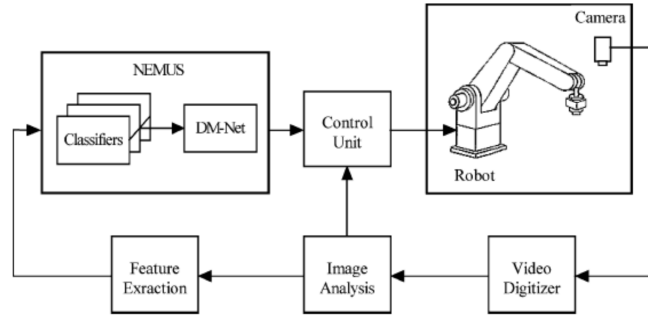 Camera
NEMUS
Classifiers
DM-Net
Control
Unit
Robot
Feature
Exraction
Image
Analysis
Video
Digitizer